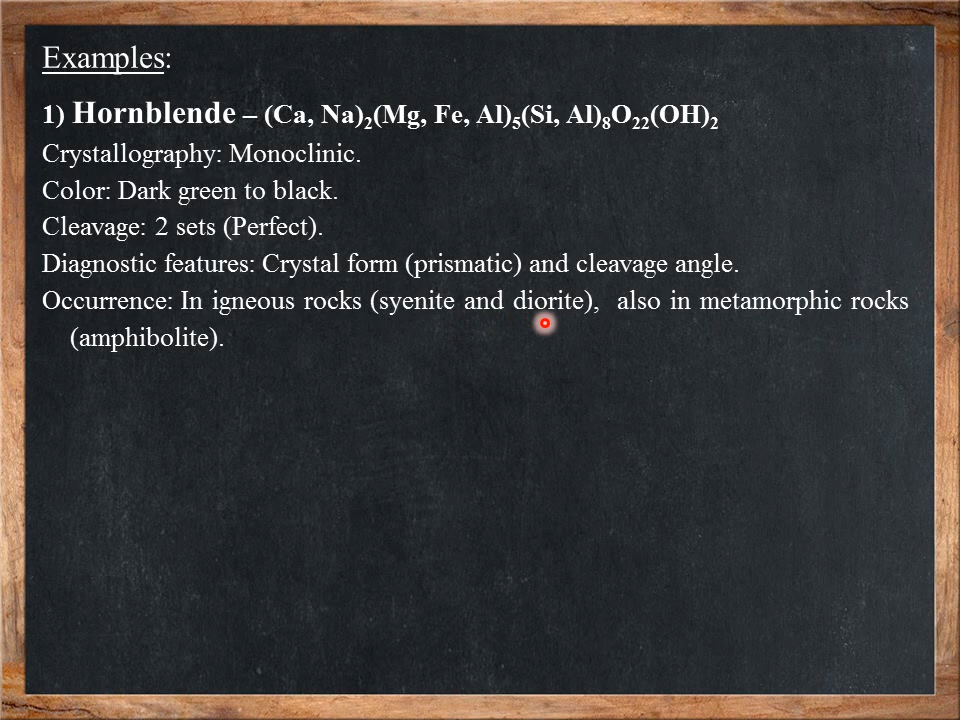 Examples:
1) Hornblende – (Ca, Na)₂(Mg, Fe, Al)₅(Si, Al)₈O₂₂(OH)₂
Crystallography: Monoclinic.
Color: Dark green to black.
Cleavage: 2 sets (Perfect).
Diagnostic features: Crystal form (prismatic) and cleavage angle.
Occurrence: In igneous rocks (syenite and diorite),  also in metamorphic rocks
(amphibolite).